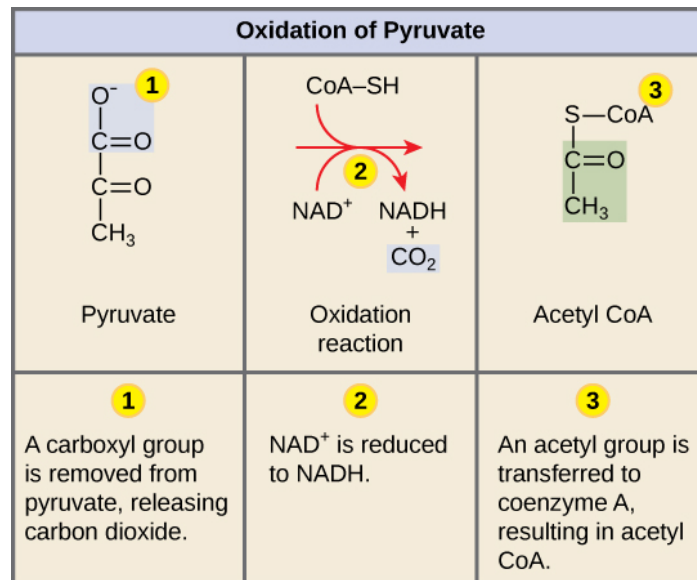 Oxidation of Pyruvate
1
O⁻
C=O
C=O
CH₃
Pyruvate
CoA–SH
2
NAD⁺ NADH
+
CO₂
Oxidation
reaction
3
S—CoA
C=O
CH₃
Acetyl CoA
1
A carboxyl group
is removed from
pyruvate, releasing
carbon dioxide.
2
NAD⁺ is reduced
to NADH.
3
An acetyl group is
transferred to
coenzyme A,
resulting in acetyl
CoA.